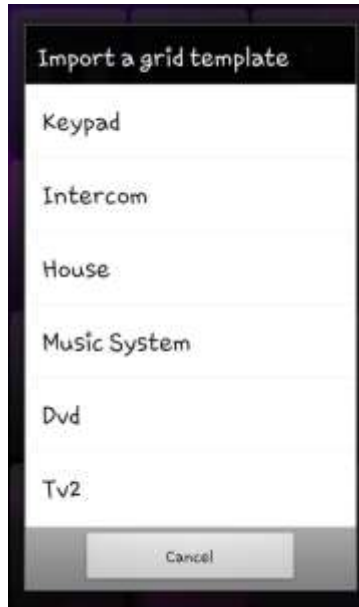 Import a grid template
Keypad
Intercom
House
Music System
Dvd
Tv2
Cancel